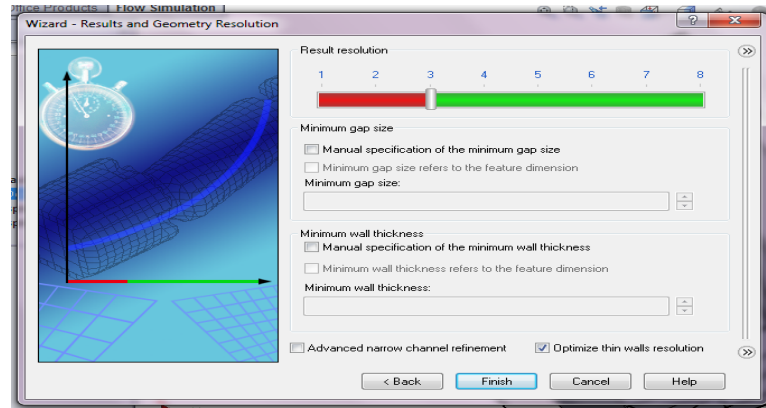 ffice Products | Flow Simulation |
Wizard - Results and Geometry Resolution
Result resolution
1 2 3 4 5 6 7 8
Minimum gap size
Manual specification of the minimum gap size
Minimum gap size refers to the feature dimension
Minimum gap size:
Minimum wall thickness
Manual specification of the minimum wall thickness
Minimum wall thickness refers to the feature dimension
Minimum wall thickness:
Advanced narrow channel refinement Optimize thin walls resolution
< Back Finish Cancel Help